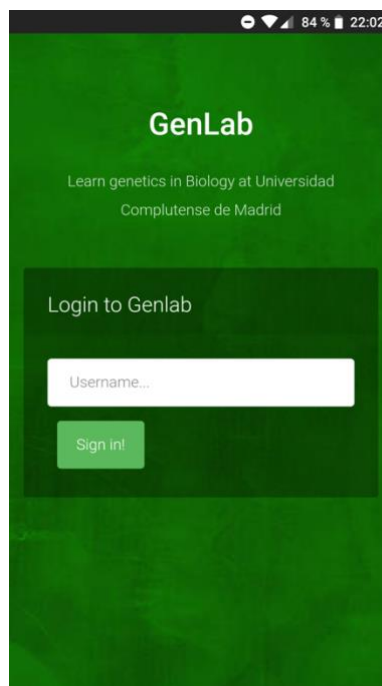 84 % 22:02
GenLab
Learn genetics in Biology at Universidad
Complutense de Madrid
Login to Genlab
Username...
Sign in!